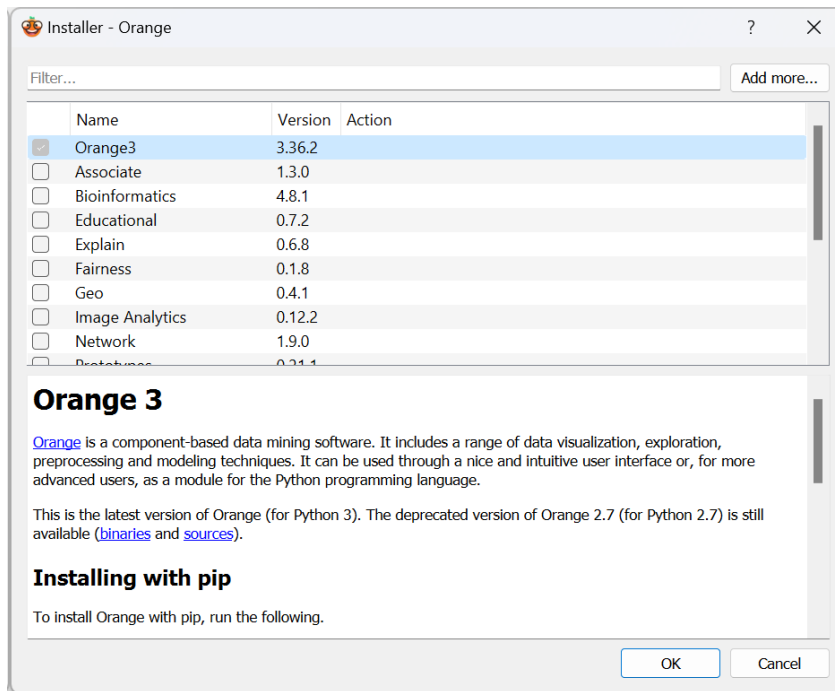 Installer - Orange
?
Filter...
Add more...
Name Version Action
Orange3 3.36.2
Associate 1.3.0
Bioinformatics 4.8.1
Educational 0.7.2
Explain 0.6.8
Fairness 0.1.8
Geo 0.4.1
Image Analytics 0.12.2
Network 1.9.0
Prototypes 0.21.1
Orange 3
Orange is a component-based data mining software. It includes a range of data visualization, exploration,
preprocessing and modeling techniques. It can be used through a nice and intuitive user interface or, for more
advanced users, as a module for the Python programming language.
This is the latest version of Orange (for Python 3). The deprecated version of Orange 2.7 (for Python 2.7) is still
available (binaries and sources).
Installing with pip
To install Orange with pip, run the following.
OK
Cancel